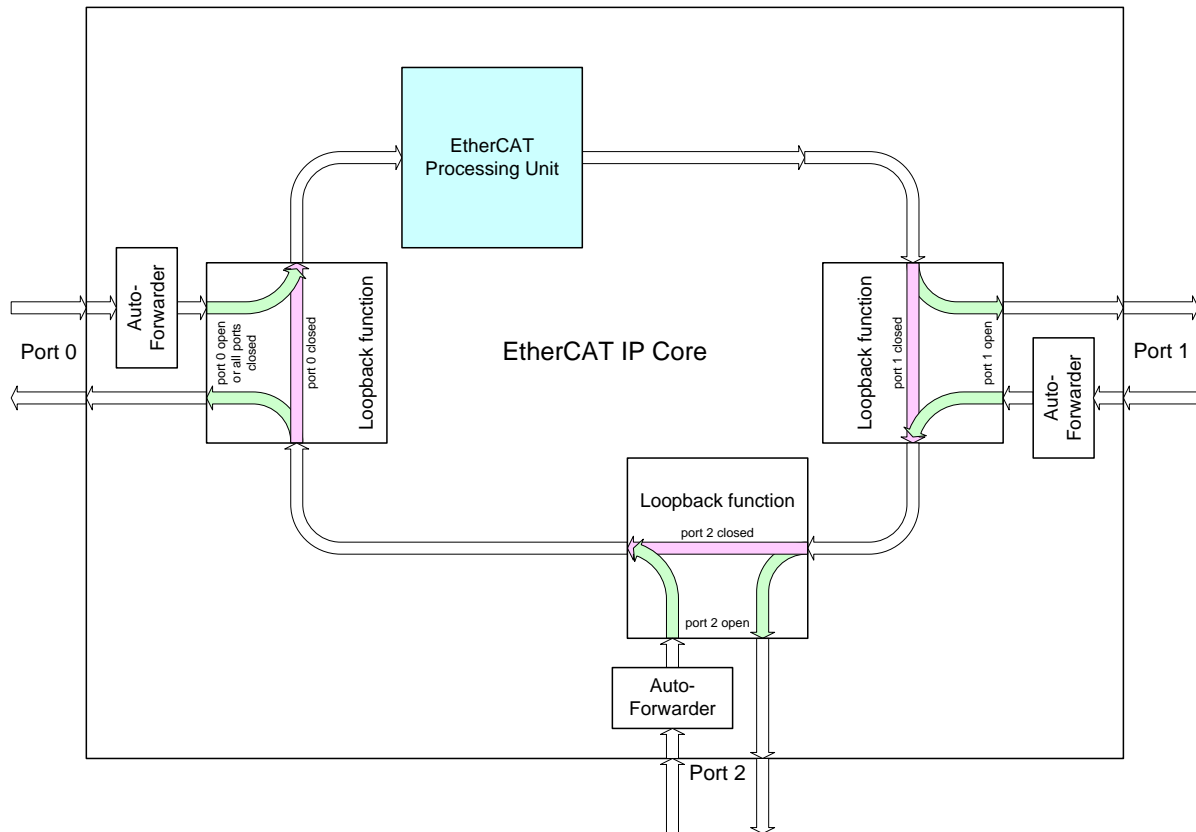 EtherCAT
Processing Unit
Auto-
Forwarder
port 0 open
or all ports
closed
port 0 closed
Loopback function
Port 0
EtherCAT IP Core
Loopback function
port 1 closed
port 1 open
Auto-
Forwarder
Port 1
Loopback function
port 2 closed
port 2 open
Auto-
Forwarder
Port 2